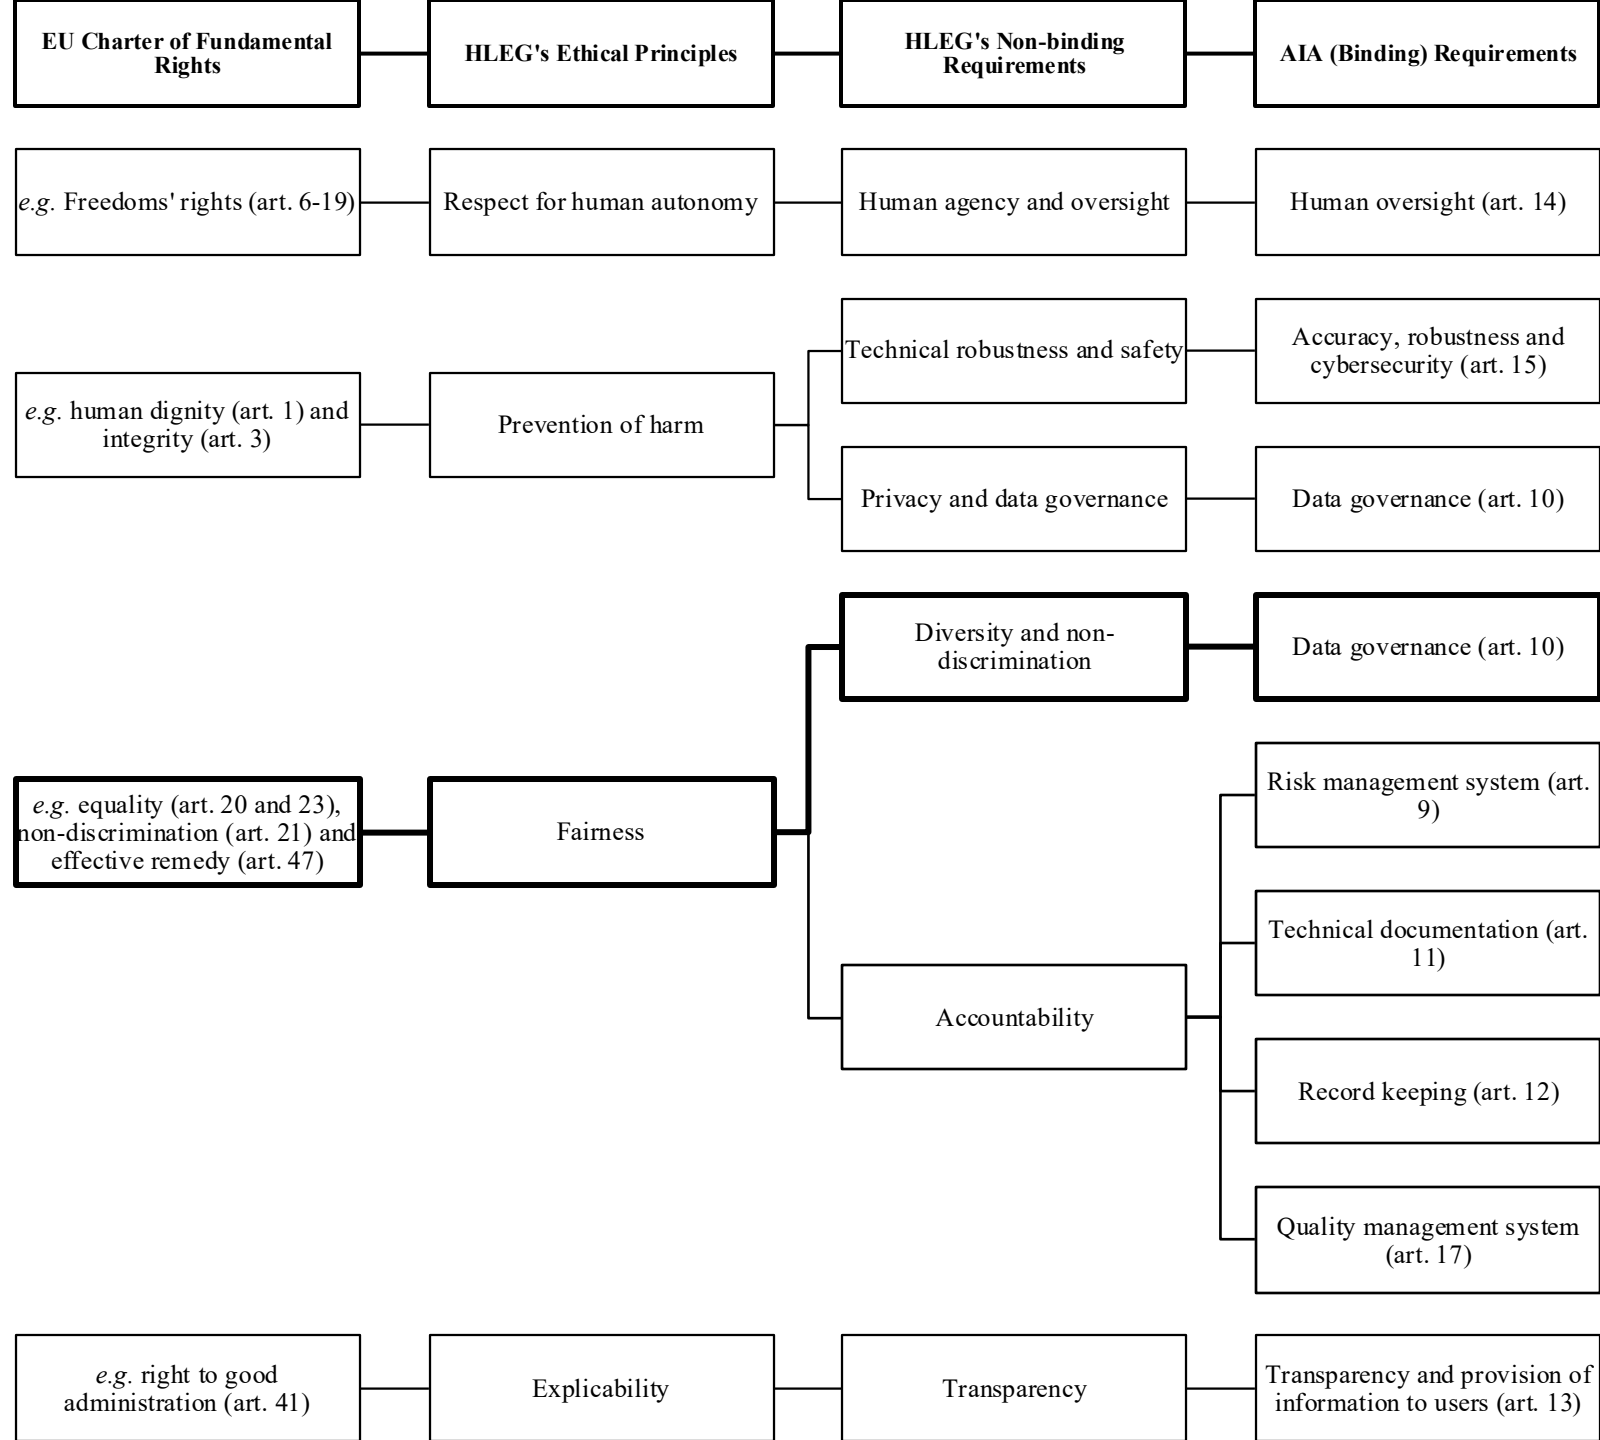 EU Charter of Fundamental
Rights
HLEG's Ethical Principles
HLEG's Non-binding
Requirements
AIA (Binding) Requirements
e.g. Freedoms' rights (art. 6-19)
Respect for human autonomy
Human agency and oversight
Human oversight (art. 14)
e.g. human dignity (art. 1) and
integrity (art. 3)
Prevention of harm
Technical robustness and safety
Accuracy, robustness and
cybersecurity (art. 15)
Privacy and data governance
Data governance (art. 10)
e.g. equality (art. 20 and 23),
non-discrimination (art. 21) and
effective remedy (art. 47)
Fairness
Diversity and non-
discrimination
Data governance (art. 10)
Accountability
Risk management system (art.
9)
Technical documentation (art.
11)
Record keeping (art. 12)
Quality management system
(art. 17)
e.g. right to good
administration (art. 41)
Explicability
Transparency
Transparency and provision of
information to users (art. 13)